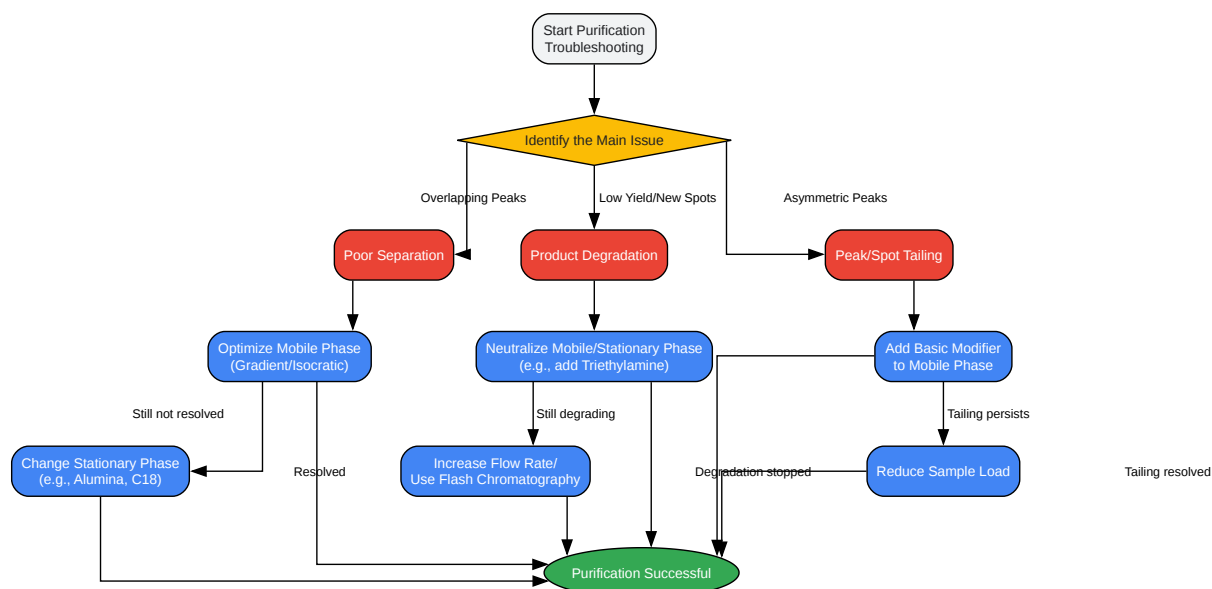 Start Purification
Troubleshooting
Identify the Main Issue
Overlapping Peaks
Low Yield/New Spots
Asymmetric Peaks
Poor Separation
Product Degradation
Peak/Spot Tailing
Optimize Mobile Phase
(Gradient/Isocratic)
Neutralize Mobile/Stationary Phase
(e.g., add Triethylamine)
Add Basic Modifier
to Mobile Phase
Still not resolved
Still degrading
Tailing persists
Change Stationary Phase
(e.g., Alumina, C18)
Resolved
Increase Flow Rate/
Use Flash Chromatography
Degradation stopped
Reduce Sample Load
Tailing resolved
Purification Successful